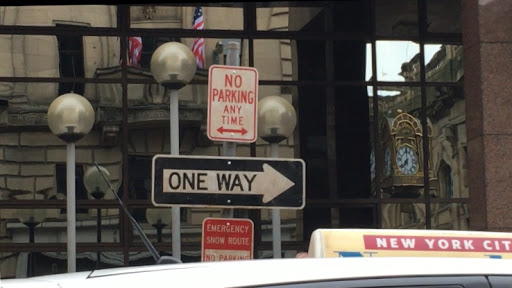 NO
PARKING
ANY
TIME
ONE WAY
EMERGENCY
SNOW ROUTE
NO PARKING
NEW YORK CIT